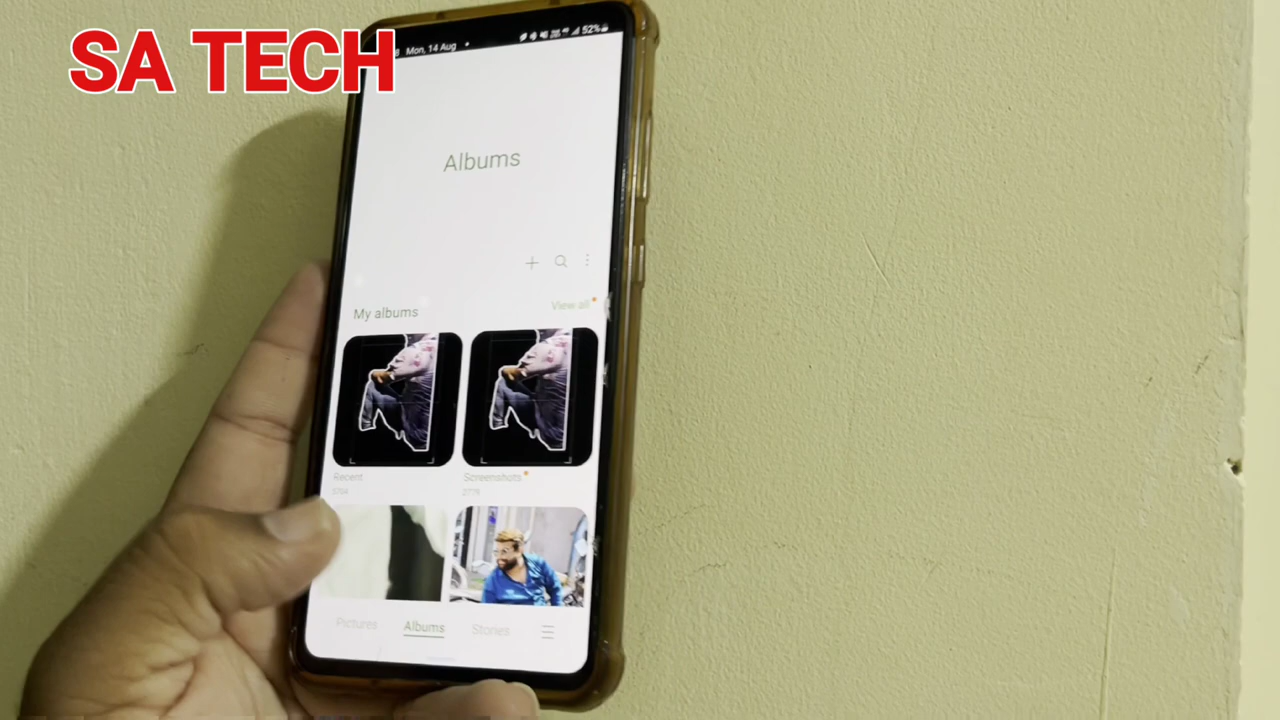 SA TECH
Mon, 14 Aug
52%
Albums
My albums
View all
Recent
Screenshots
Pictures
Albums
Stories